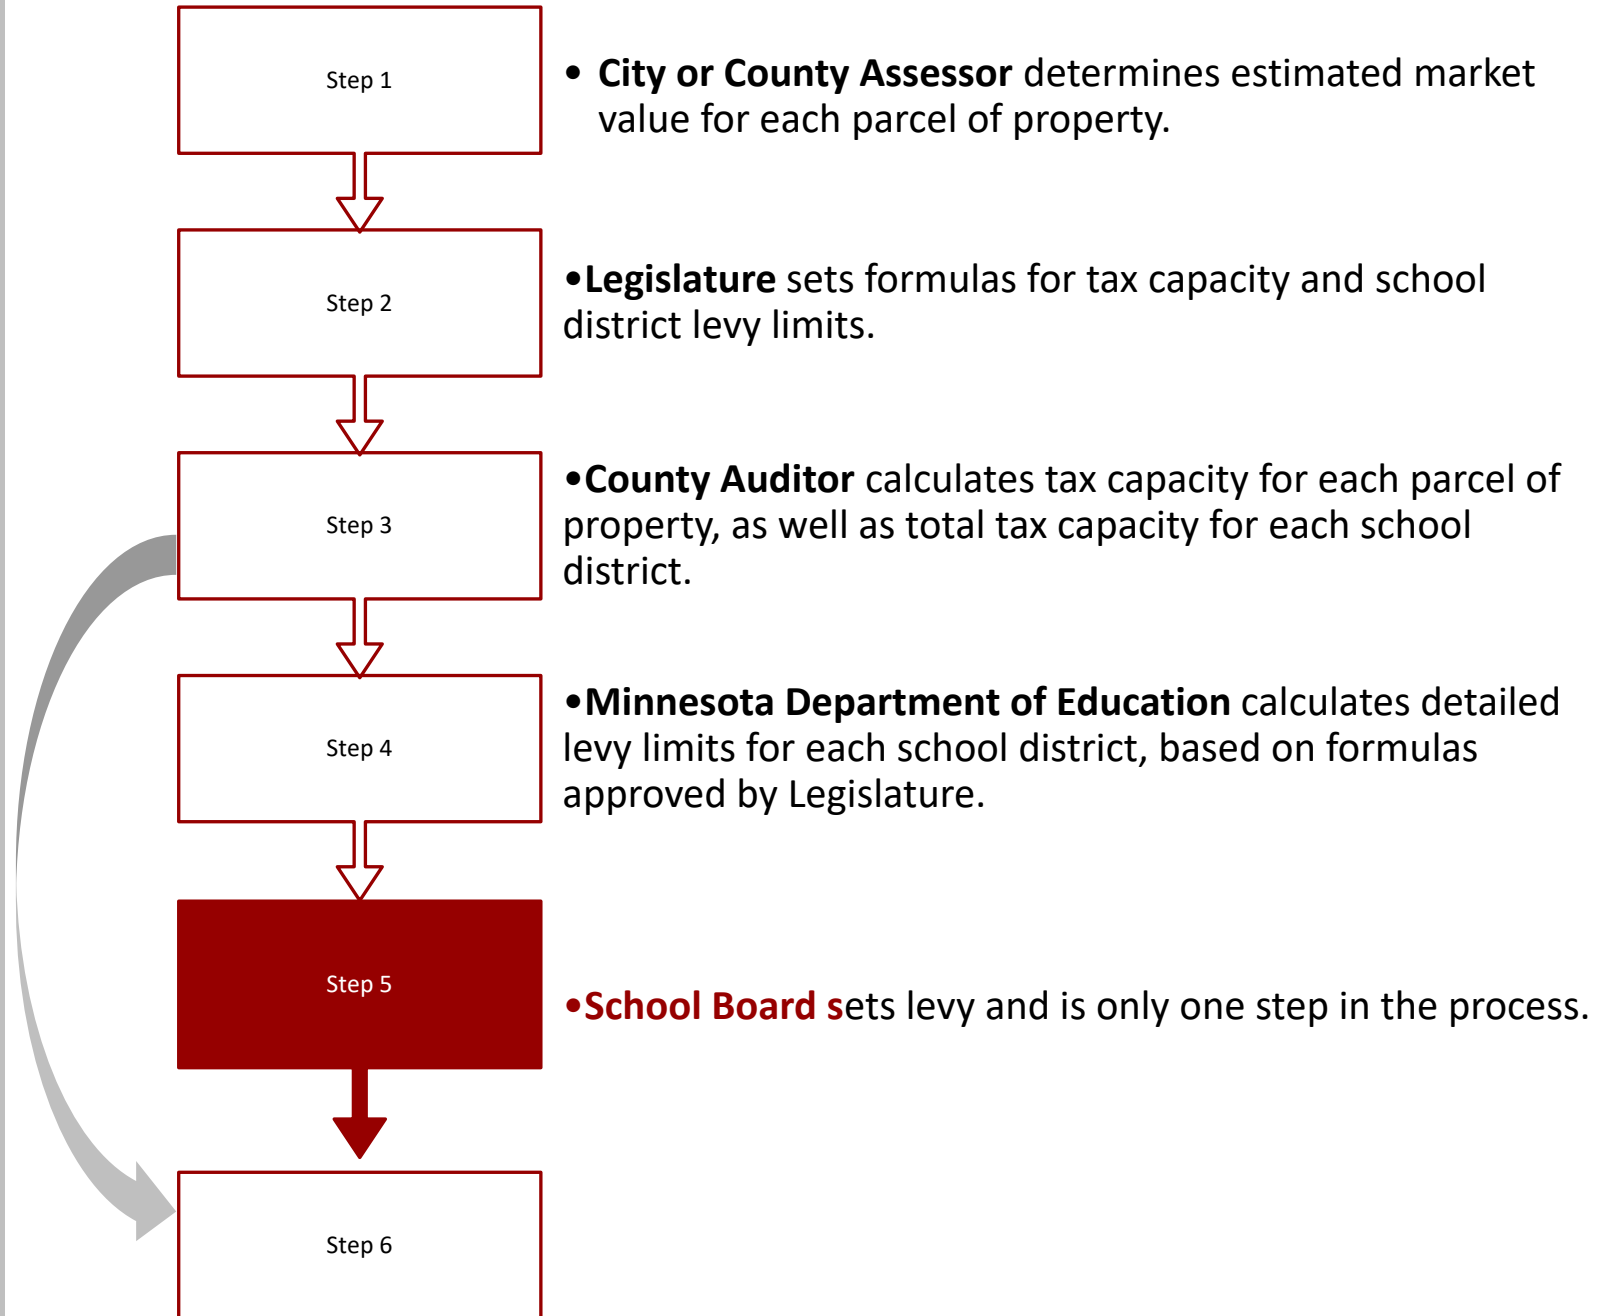 Step 1
• City or County Assessor determines estimated market
value for each parcel of property.
Step 2
•Legislature sets formulas for tax capacity and school
district levy limits.
Step 3
•County Auditor calculates tax capacity for each parcel of
property, as well as total tax capacity for each school
district.
Step 4
•Minnesota Department of Education calculates detailed
levy limits for each school district, based on formulas
approved by Legislature.
Step 5
•School Board sets levy and is only one step in the process.
Step 6